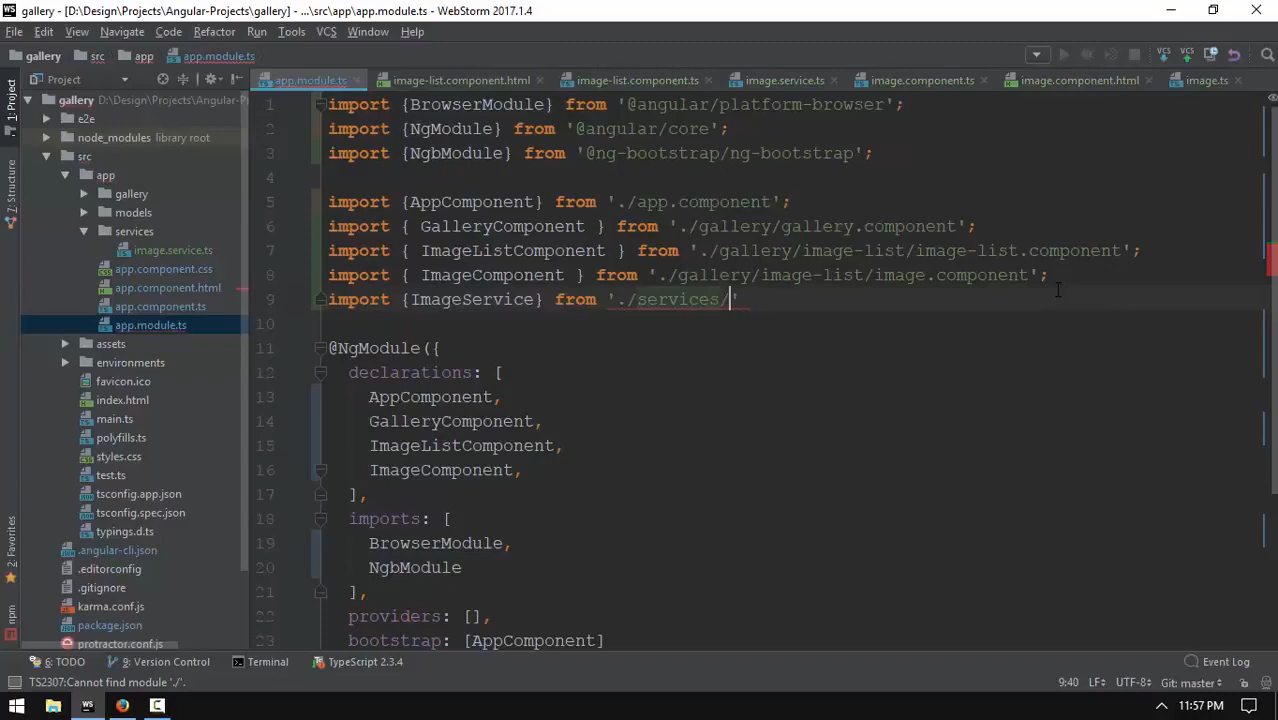 gallery - [D:\Design\Projects\Angular-Projects\gallery] - ...\src\app\app.module.ts - WebStorm 2017.1.4
File Edit View Navigate Code Refactor Run Tools VCS Window Help
gallery src app app.module.ts
Project
app.module.ts image-list.component.html image-list.component.ts image.service.ts image.component.ts image.component.html image.ts
1: Project
Z: Structure
2: Favorites
npm
gallery D:\Design\Projects\Angular-P
e2e
node_modules library root
src
app
gallery
models
services
image.service.ts
app.component.css
app.component.html
app.component.ts
app.module.ts
assets
environments
favicon.ico
index.html
main.ts
polyfills.ts
styles.css
test.ts
tsconfig.app.json
tsconfig.spec.json
typings.d.ts
.angular-cli.json
.editorconfig
.gitignore
karma.conf.js
package.json
protractor.conf.js
1 import {BrowserModule} from '@angular/platform-browser';
2 import {NgModule} from '@angular/core';
3 import {NgbModule} from '@ng-bootstrap/ng-bootstrap';
4
5 import {AppComponent} from './app.component';
6 import { GalleryComponent } from './gallery/gallery.component';
7 import { ImageListComponent } from './gallery/image-list/image-list.component';
8 import { ImageComponent } from './gallery/image-list/image.component';
9 import {ImageService} from './services/'
10
11 @NgModule({
12 declarations: [
13 AppComponent,
14 GalleryComponent,
15 ImageListComponent,
16 ImageComponent,
17 ],
18 imports: [
19 BrowserModule,
20 NgbModule
21 ],
22 providers: [],
23 bootstrap: [AppComponent]
6: TODO 9: Version Control Terminal TypeScript 2.3.4 Event Log
TS2307:Cannot find module './'. 9:40 LF÷ UTF-8÷ Git: master÷
WS 11:57 PM